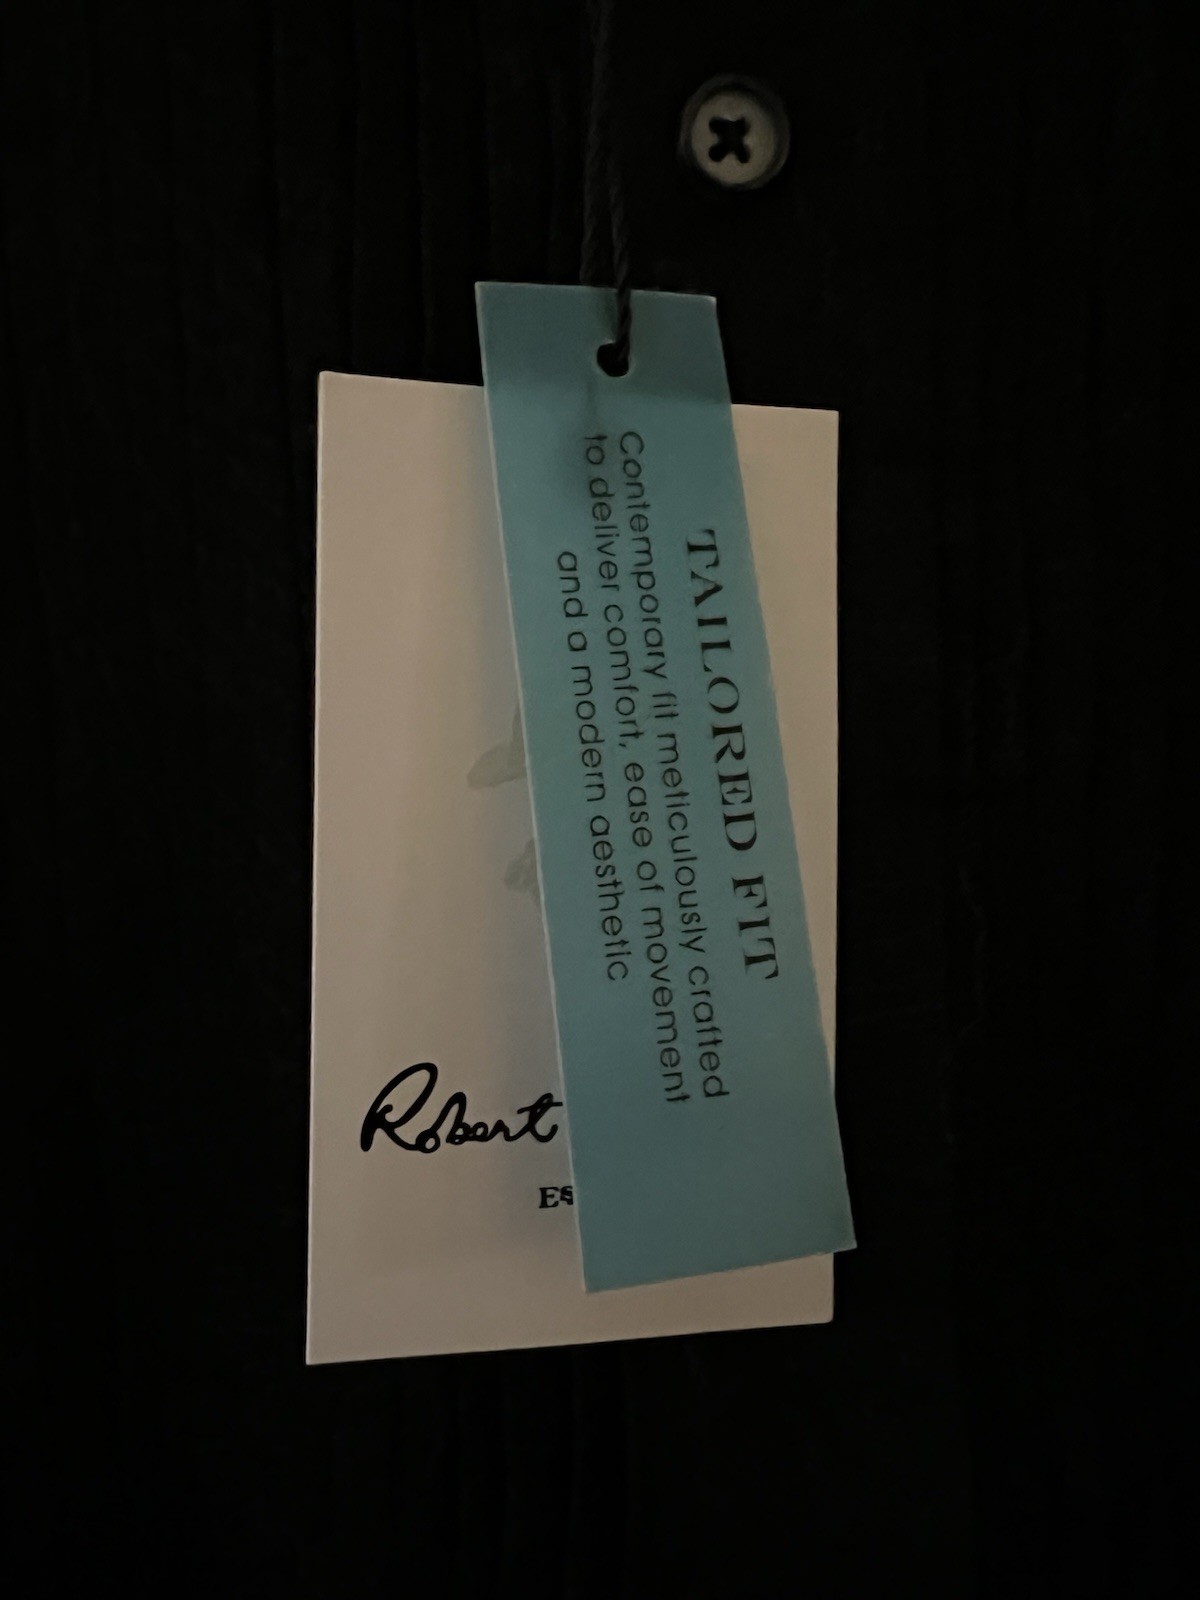 TAILORED FIT
Contemporary fit meticulously crafted
to deliver comfort, ease of movement
and a modern aesthetic
Robert
Es